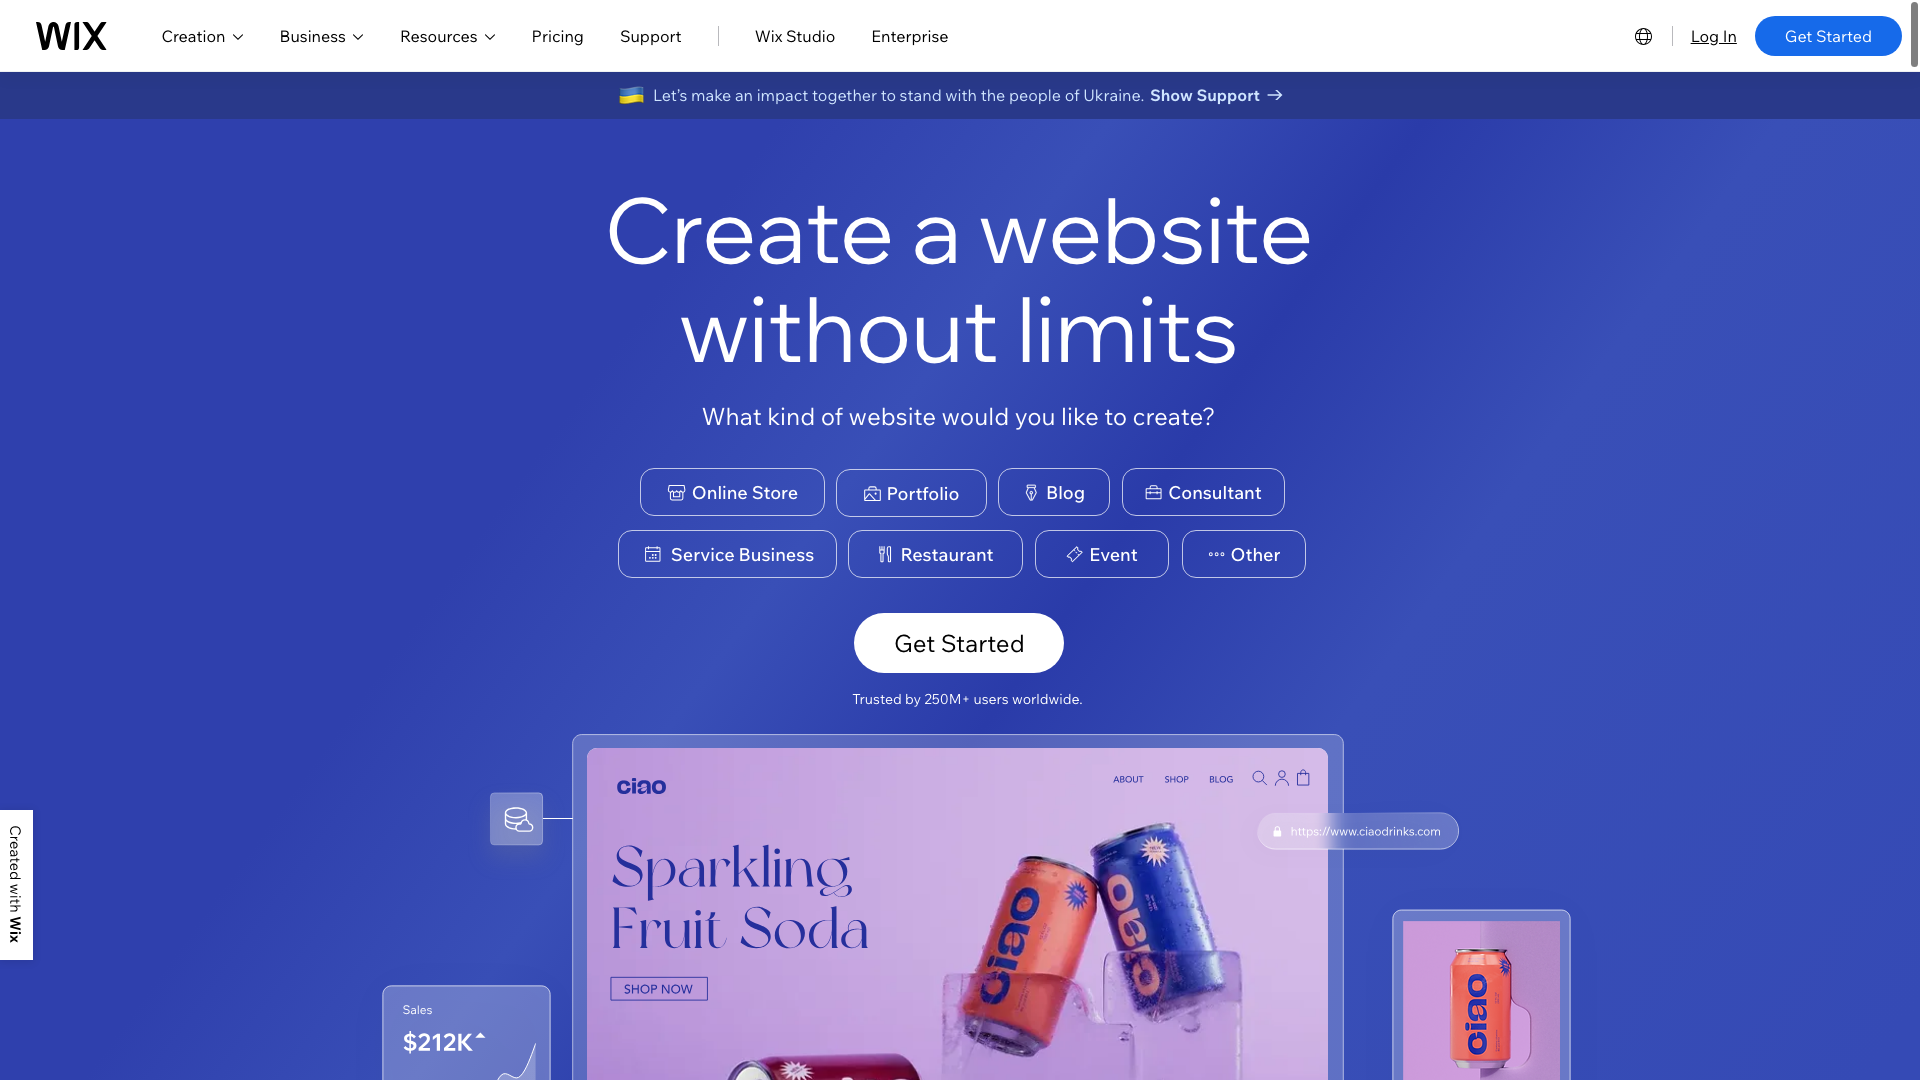 WIX
Creation
Business
Resources
Pricing
Support
Wix Studio
Enterprise
Log In
Get Started
Let's make an impact together to stand with the people of Ukraine. Show Support →
Create a website
without limits
What kind of website would you like to create?
Online Store
Portfolio
Blog
Consultant
Service Business
Restaurant
Event
Other
Get Started
Trusted by 250M+ users worldwide.
ciao
ABOUT
SHOP
BLOG
https://www.ciaodrinks.com
Sparkling
Fruit Soda
SHOP NOW
ciao
ciao
ciao
Sales
$212K
Created with Wix